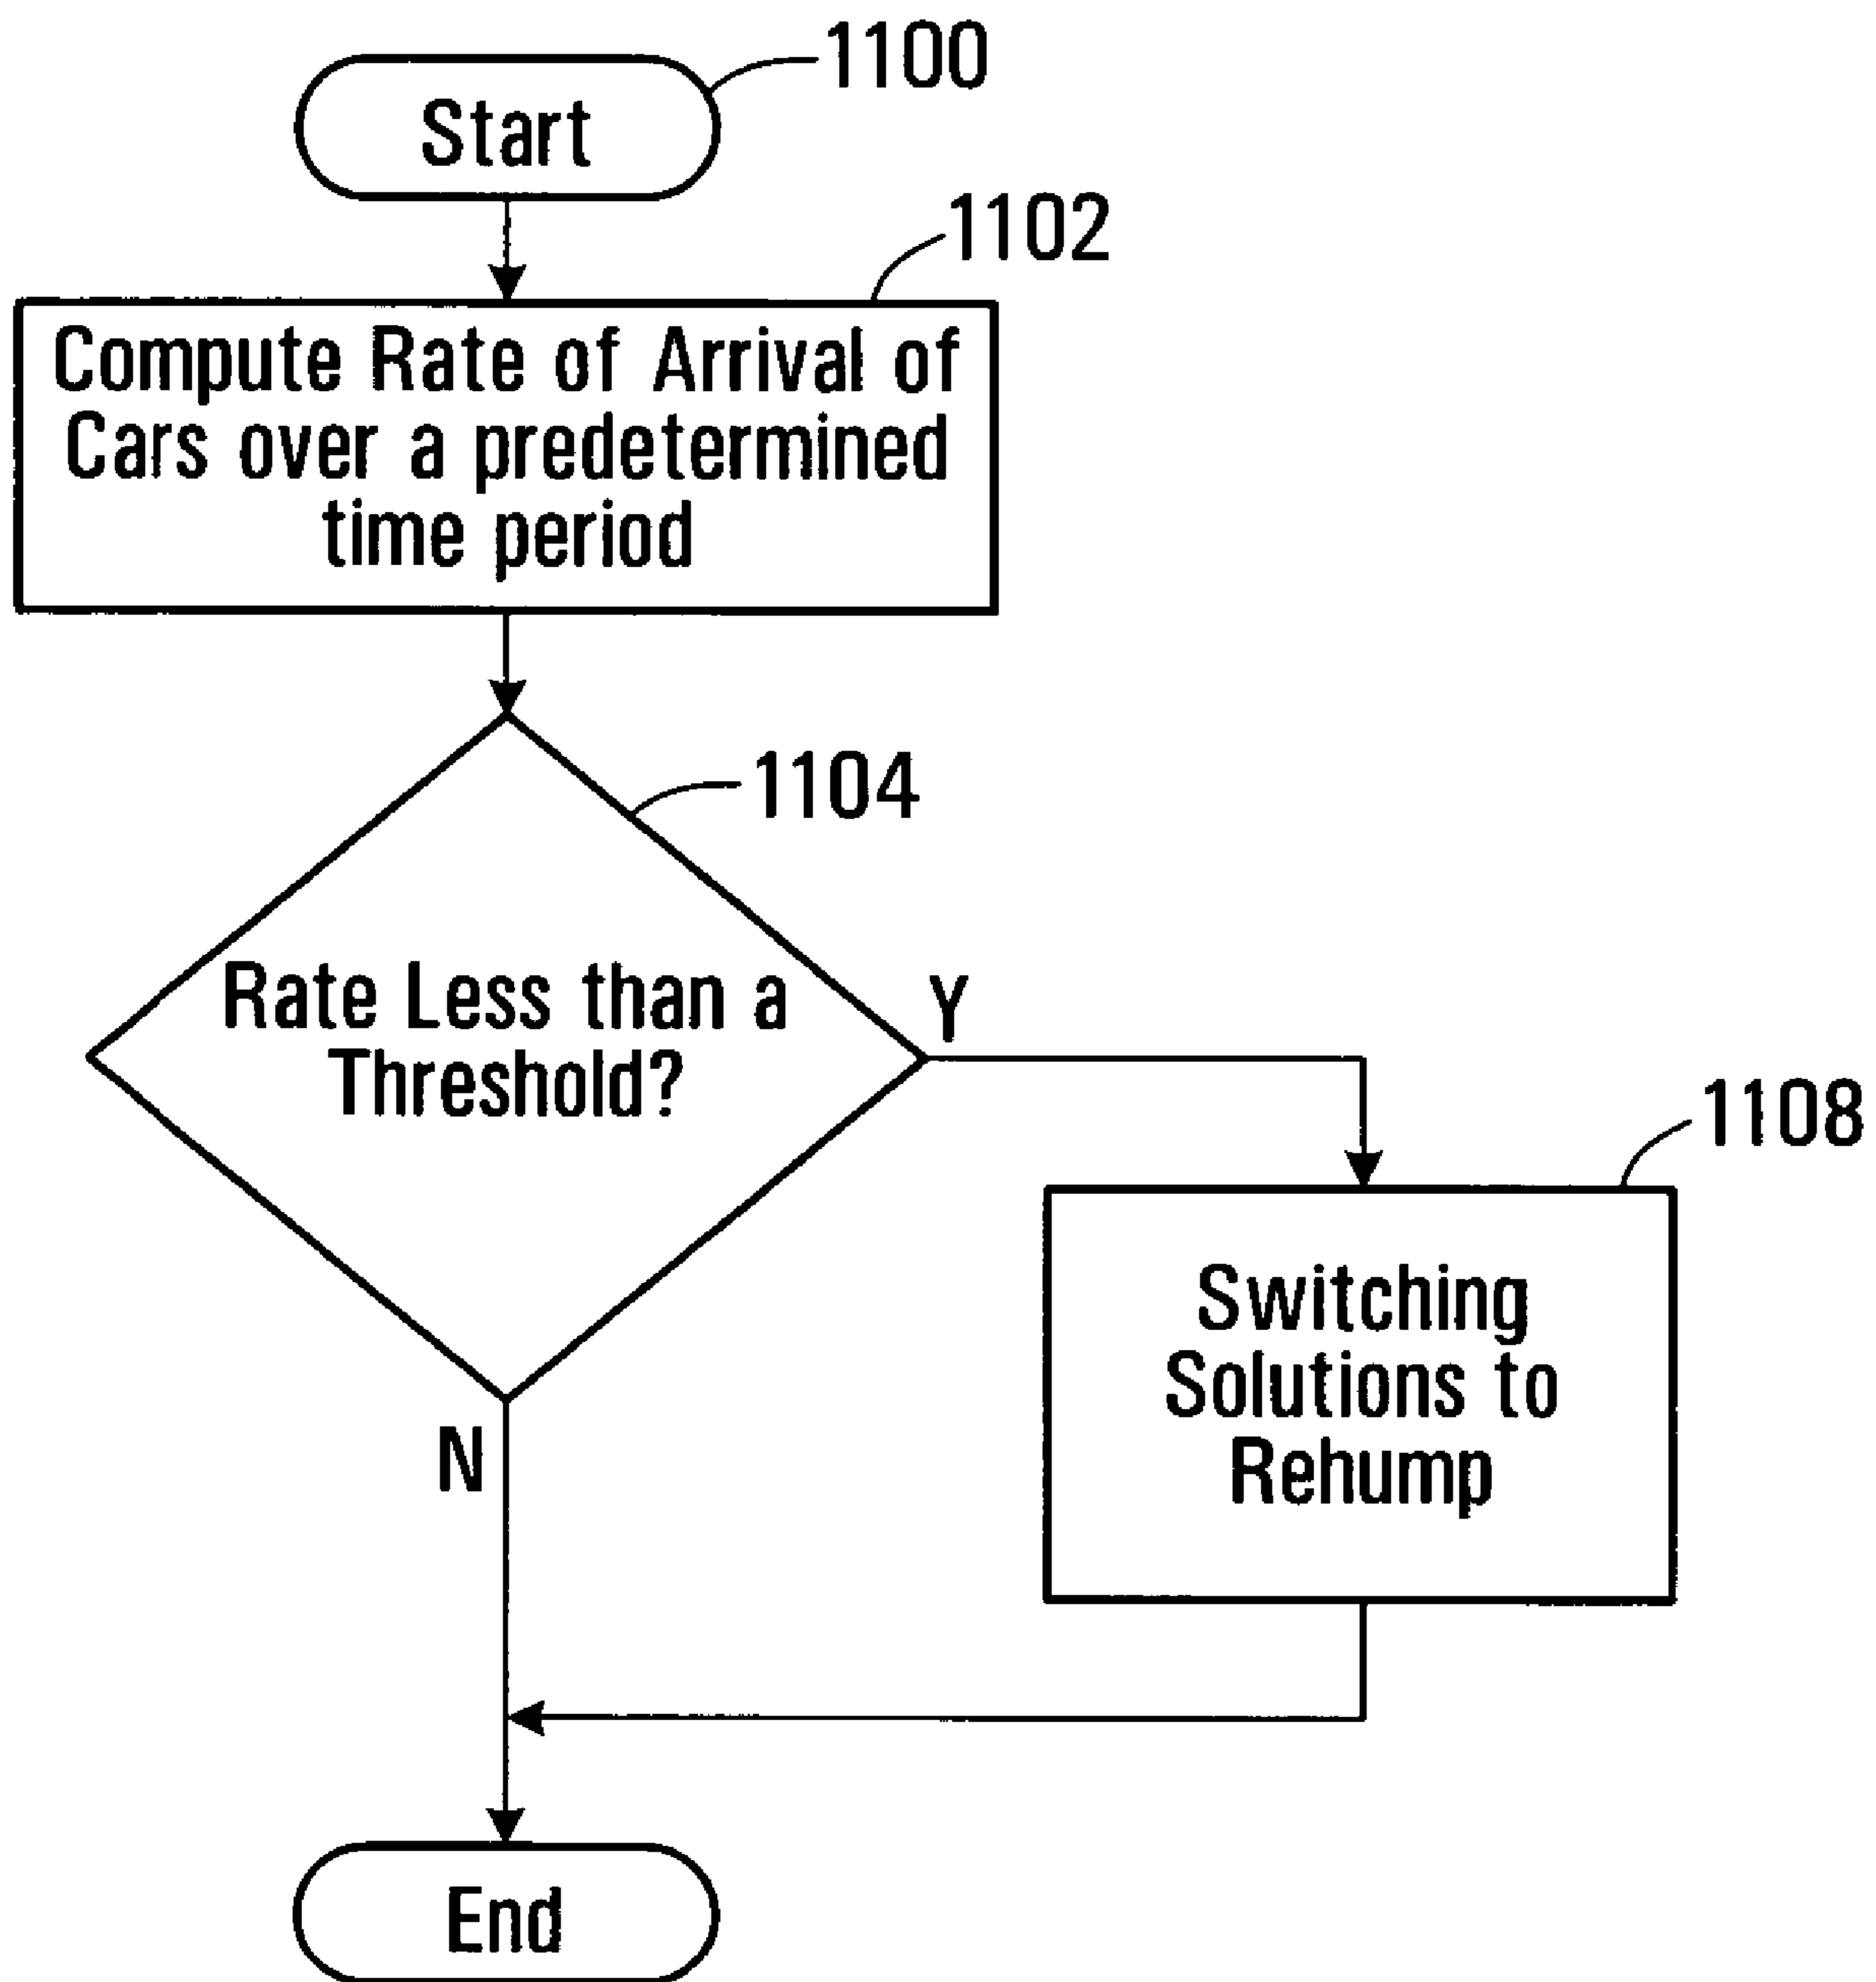 1100
Start
1102
Compute Rate of Arrival of
Cars over a predetermined
time period
1104
Rate Less than a
Threshold?
Y
N
1108
Switching
Solutions to
Rehump
End